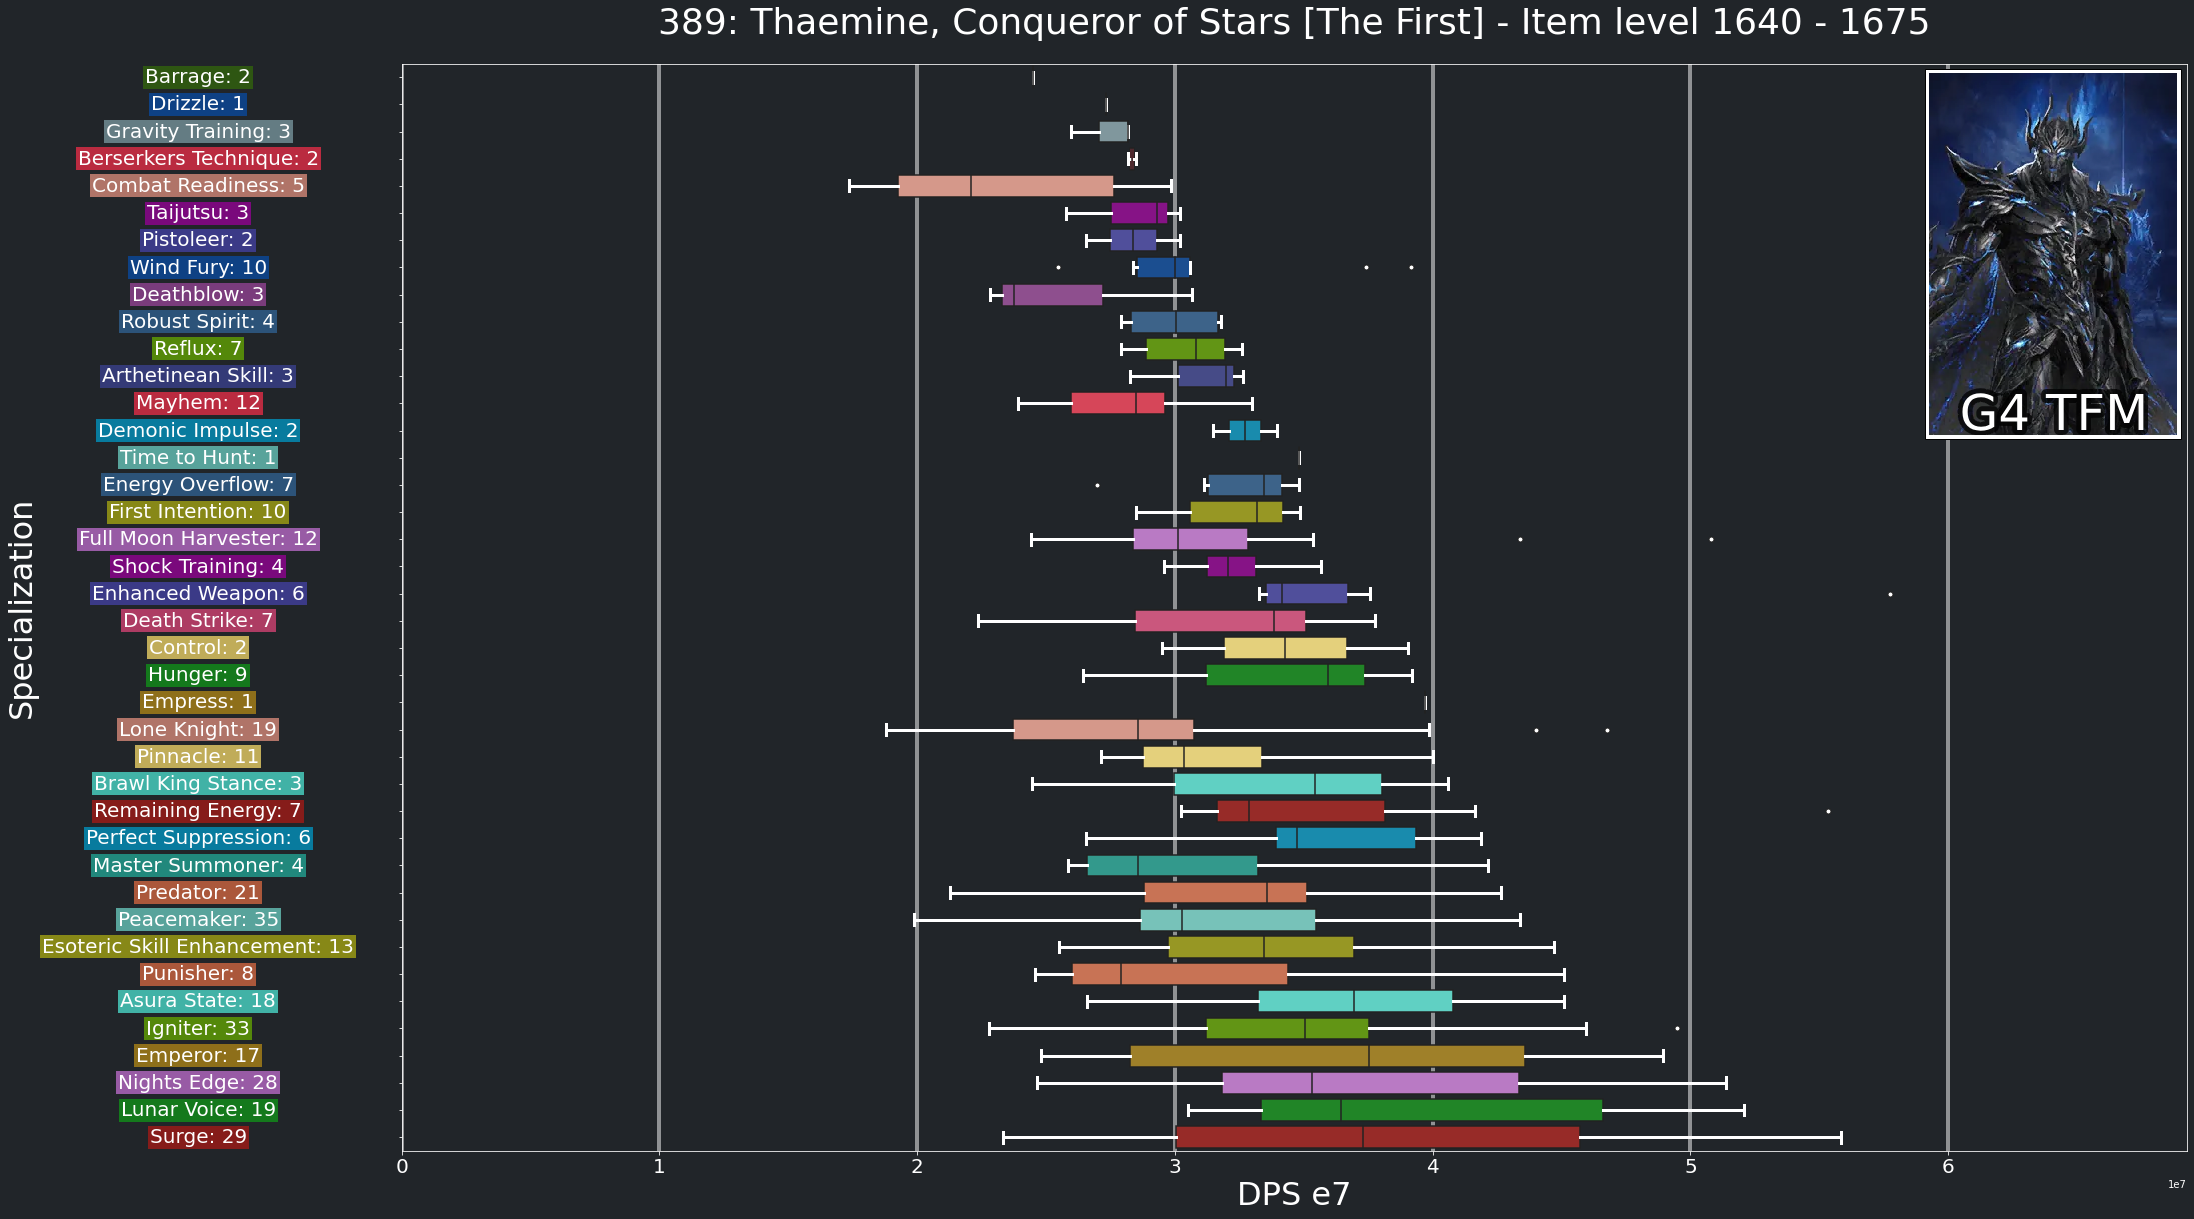 389: Thaemine, Conqueror of Stars [The First] - Item level 1640 - 1675
Barrage: 2
Drizzle: 1
Gravity Training: 3
Berserkers Technique: 2
Combat Readiness: 5
Taijutsu: 3
Pistoleer: 2
Wind Fury: 10
Deathblow: 3
Robust Spirit: 4
Reflux: 7
Arthetinean Skill: 3
Mayhem: 12
Demonic Impulse: 2
Time to Hunt: 1
Energy Overflow: 7
First Intention: 10
Full Moon Harvester: 12
Shock Training: 4
Enhanced Weapon: 6
Death Strike: 7
Control: 2
Hunger: 9
Empress: 1
Lone Knight: 19
Pinnacle: 11
Brawl King Stance: 3
Remaining Energy: 7
Perfect Suppression: 6
Master Summoner: 4
Predator: 21
Peacemaker: 35
Esoteric Skill Enhancement: 13
Punisher: 8
Asura State: 18
Igniter: 33
Emperor: 17
Nights Edge: 28
Lunar Voice: 19
Surge: 29
Specialization
G4 TFM
0 1 2 3 4 5 6
DPS e7
1e7